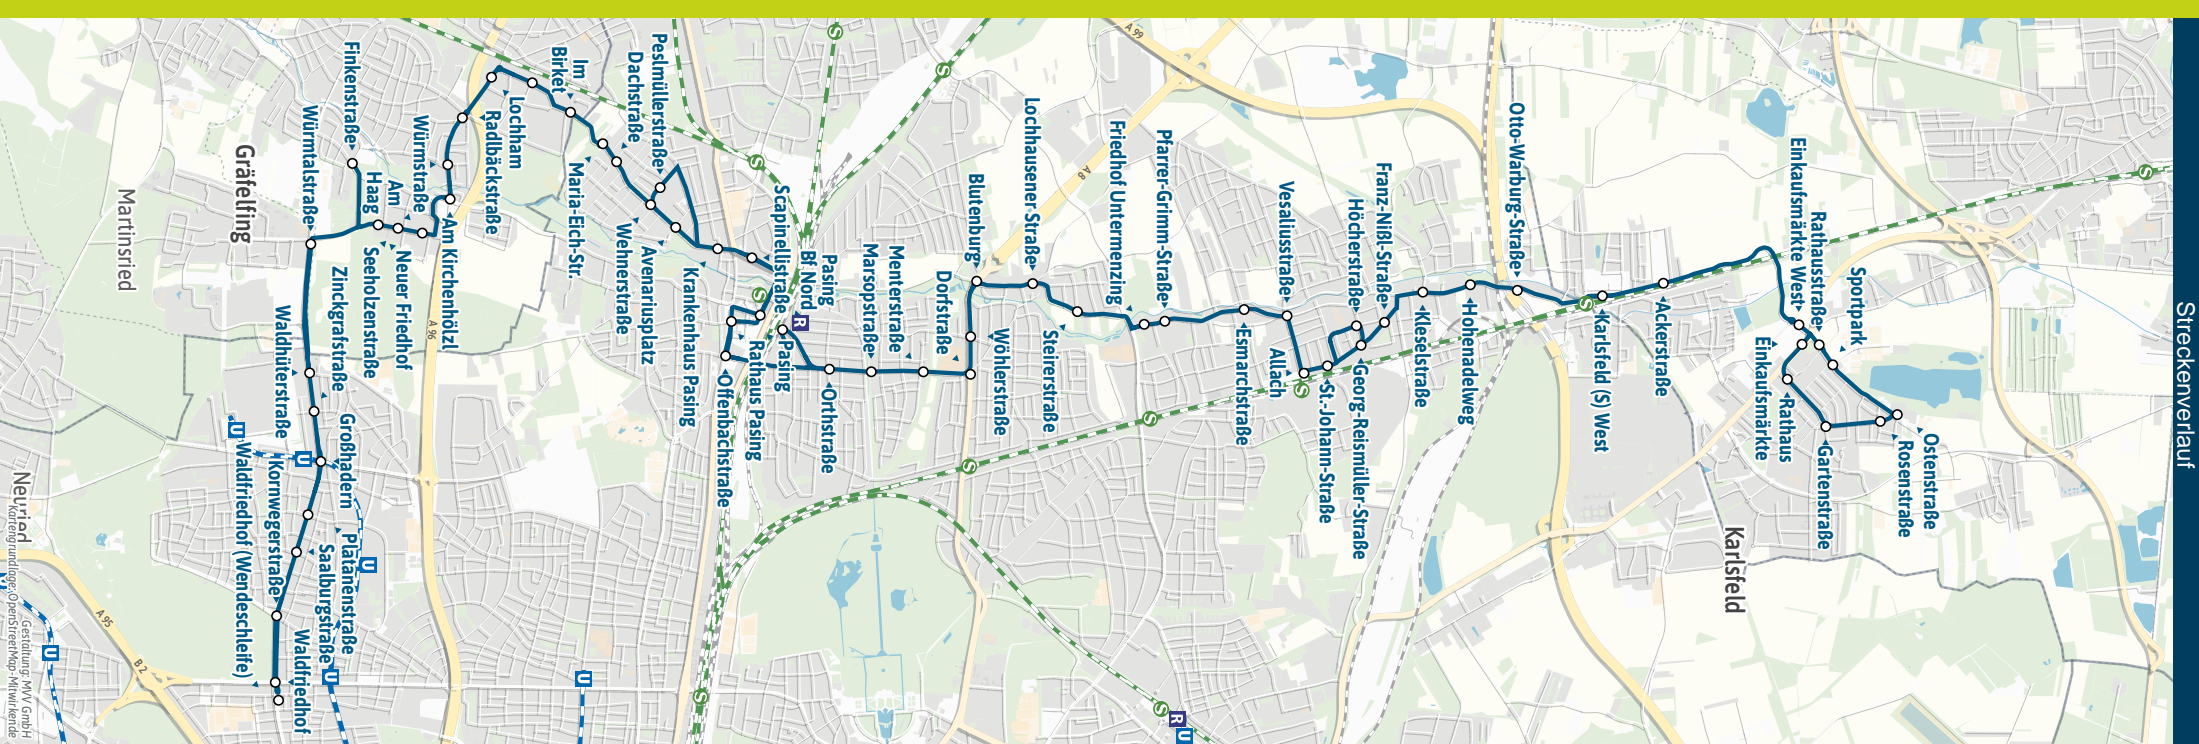 Streckenverlauf
Ostenstraße
Rosenstraße
Sportpark
Rathausstraße
Einkaufsmärkte West
Gartenstraße
Rathaus
Einkaufsmärkte
Karlsfeld
Ackerstraße
Karlsfeld (S) West
Otto-Warburg-Straße
Hohenadelweg
Kleselstraße
Franz-Nißl-Straße
Höcherstraße
Georg-Reismüller-Straße
St.-Johann-Straße
Allach
Vesaliusstraße
Esmarchstraße
Pfarrer-Grimm-Straße
Friedhof Untermenzing
A 99
A 8
Steirerstraße
Lochhausener Straße
Wöhlerstraße
Blutenburg
Dorfstraße
Menterstraße
Marsopstraße
Orthstraße
Pasing
Bf Nord
Pasing
Scapinellistraße
Rathaus Pasing
Offenbachstraße
Krankenhaus Pasing
Avenariusplatz
Wehnerstraße
Peslmüllerstraße
Dachstraße
Maria-Eich-Str.
Im
Birket
Lochham
Radlbäckstraße
Am Kirchenhölzl
A 96
Würmstraße
Am
Haag
Neuer Friedhof
Seeholzenstraße
Finkenstraße
Würmtalstraße
Zinckgrafstraße
Waldhüterstraße
Großhadern
Platanenstraße
Saalburgstraße
Waldfriedhof
Kornwegerstraße
Waldfriedhof (Wendeschleife)
Gräfelfing
Martinsried
Neuried
A 95
B 2
S
S
S
S
S
S
S
S
S
S
S
S
R
R
U
U
U
U
U
U
U
Gestaltung: MVV GmbH
Kartengrundlage: OpenStreetMap-Mitwirkende